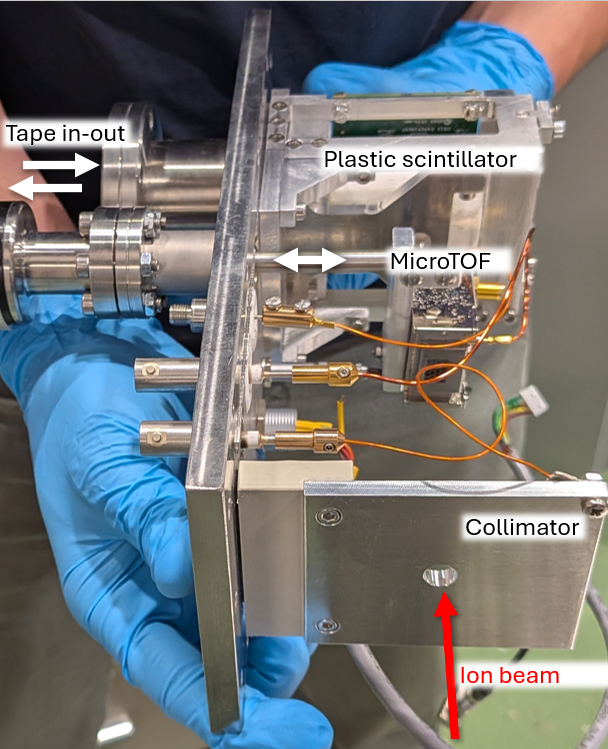 Tape in-out
Plastic scintillator
MicroTOF
Collimator
Ion beam